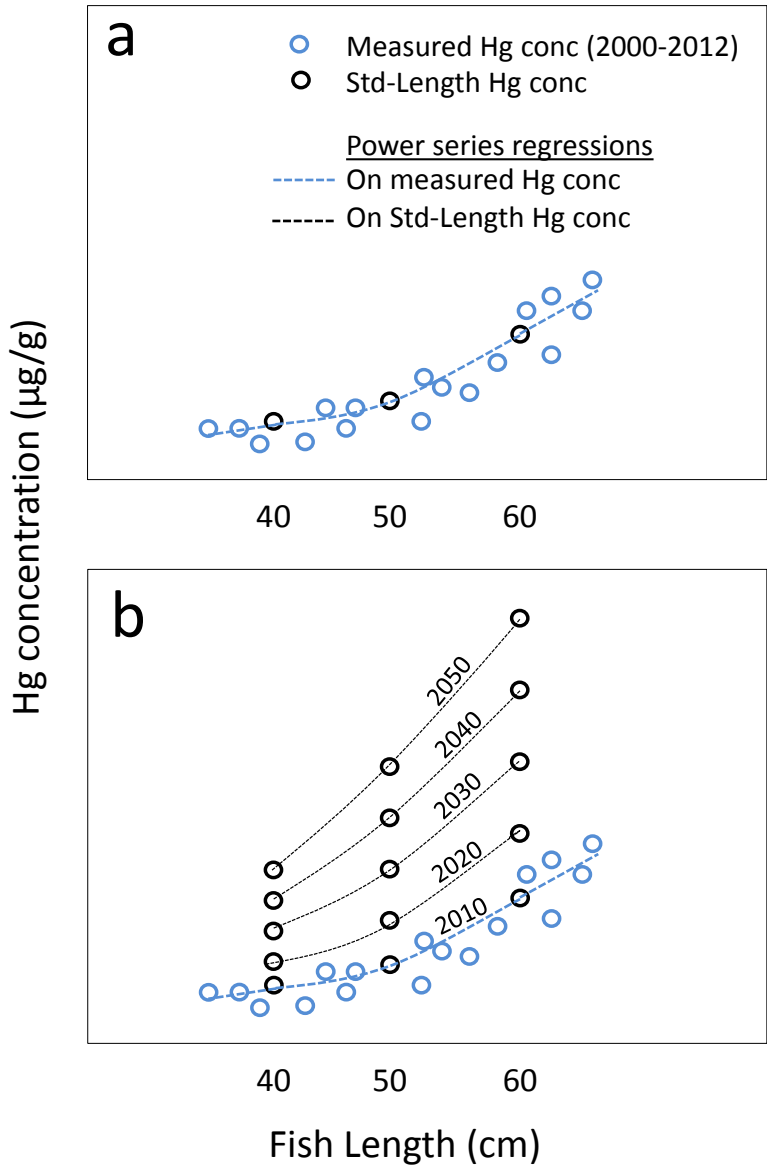 a
Measured Hg conc (2000-2012)
Std-Length Hg conc
Power series regressions
On measured Hg conc
On Std-Length Hg conc
Hg concentration (µg/g)
40 50 60
b
2050
2040
2030
2020
2010
40 50 60
Fish Length (cm)